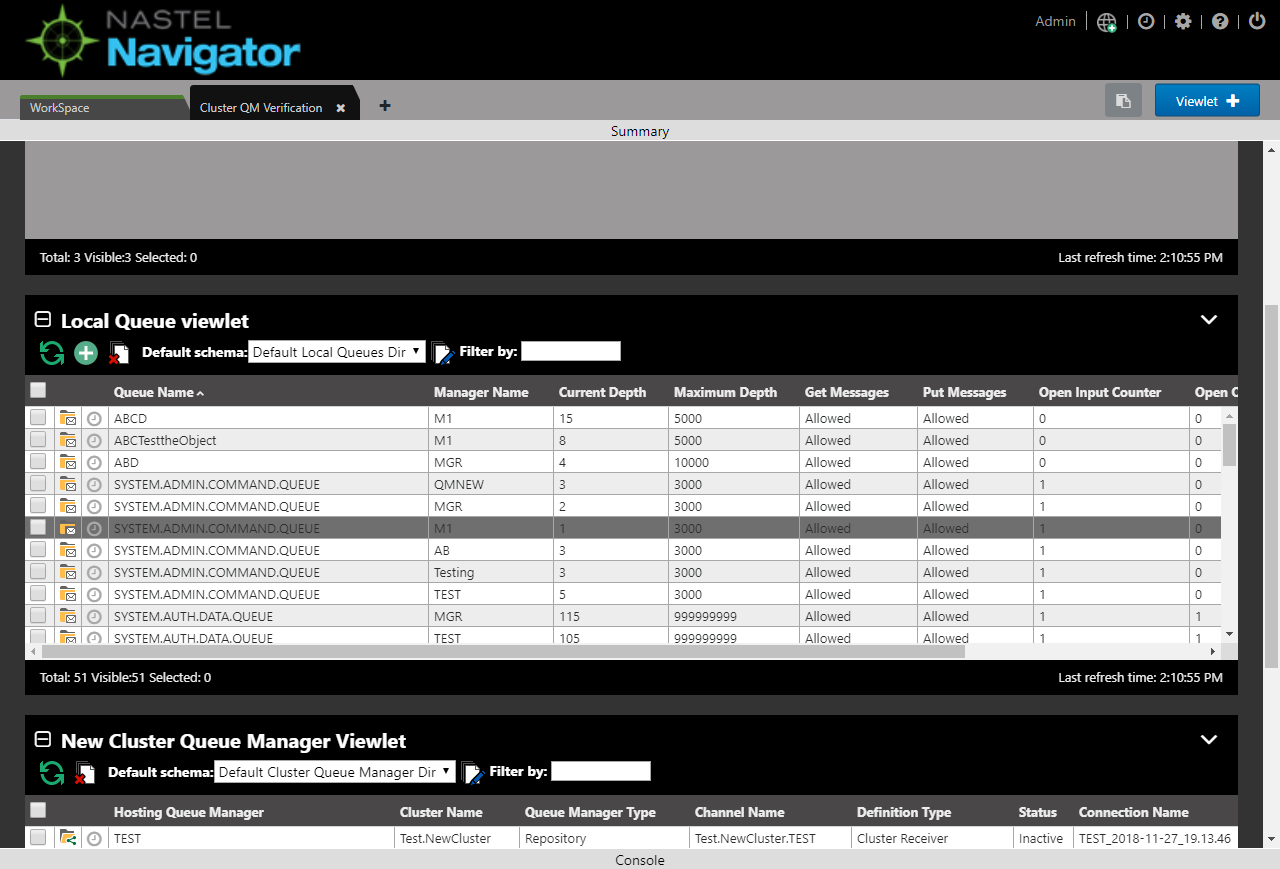 NASTEL
Navigator
Admin
WorkSpace
Cluster QM Verification
Viewlet
Summary
Total: 3 Visible:3 Selected: 0 Last refresh time: 2:10:55 PM
Local Queue viewlet
Default schema: Default Local Queues Dir Filter by:
Queue Name Manager Name Current Depth Maximum Depth Get Messages Put Messages Open Input Counter Open
ABCD M1 15 5000 Allowed Allowed 0 0
ABCTesttheObject M1 8 5000 Allowed Allowed 0 0
ABD MGR 4 10000 Allowed Allowed 0 0
SYSTEM.ADMIN.COMMAND.QUEUE QMNEW 3 3000 Allowed Allowed 1 0
SYSTEM.ADMIN.COMMAND.QUEUE MGR 2 3000 Allowed Allowed 1 0
SYSTEM.ADMIN.COMMAND.QUEUE M1 1 3000 Allowed Allowed 1 0
SYSTEM.ADMIN.COMMAND.QUEUE AB 3 3000 Allowed Allowed 1 0
SYSTEM.ADMIN.COMMAND.QUEUE Testing 3 3000 Allowed Allowed 1 0
SYSTEM.ADMIN.COMMAND.QUEUE TEST 5 3000 Allowed Allowed 1 0
SYSTEM.AUTH.DATA.QUEUE MGR 115 999999999 Allowed Allowed 1 1
SYSTEM.AUTH.DATA.QUEUE TEST 105 999999999 Allowed Allowed 1 1
Total: 51 Visible:51 Selected: 0 Last refresh time: 2:10:55 PM
New Cluster Queue Manager Viewlet
Default schema: Default Cluster Queue Manager Dir Filter by:
Hosting Queue Manager Cluster Name Queue Manager Type Channel Name Definition Type Status Connection Name
TEST Test.NewCluster Repository Test.NewCluster.TEST Cluster Receiver Inactive TEST_2018-11-27_19.13.46
Console